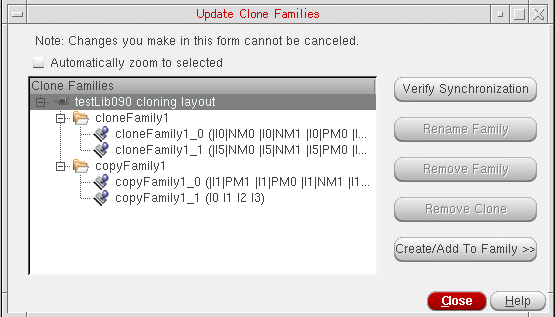 Update Clone Families
Note: Changes you make in this form cannot be canceled.
Automatically zoom to selected
Clone Families
testLib090 cloning layout
cloneFamily1
cloneFamily1_0 (|I0|NM0 |I0|NM1 |I0|PM0 |I...
cloneFamily1_1 (|I5|NM0 |I5|NM1 |I5|PM0 |I...
copyFamily1
copyFamily1_0 (|I1|PM1 |I1|PM0 |I1|NM1 |I1...
copyFamily1_1 (I0 I1 I2 I3)
Verify Synchronization
Rename Family
Remove Family
Remove Clone
Create/Add To Family >>
Close
Help